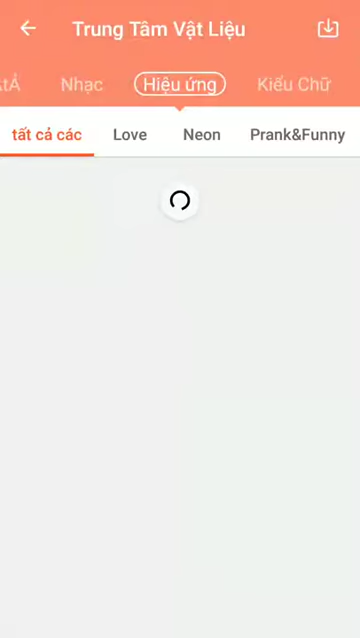 Trung Tâm Vật Liệu
Nhạc
Hiệu ứng
Kiểu Chữ
tất cả các
Love
Neon
Prank&Funny